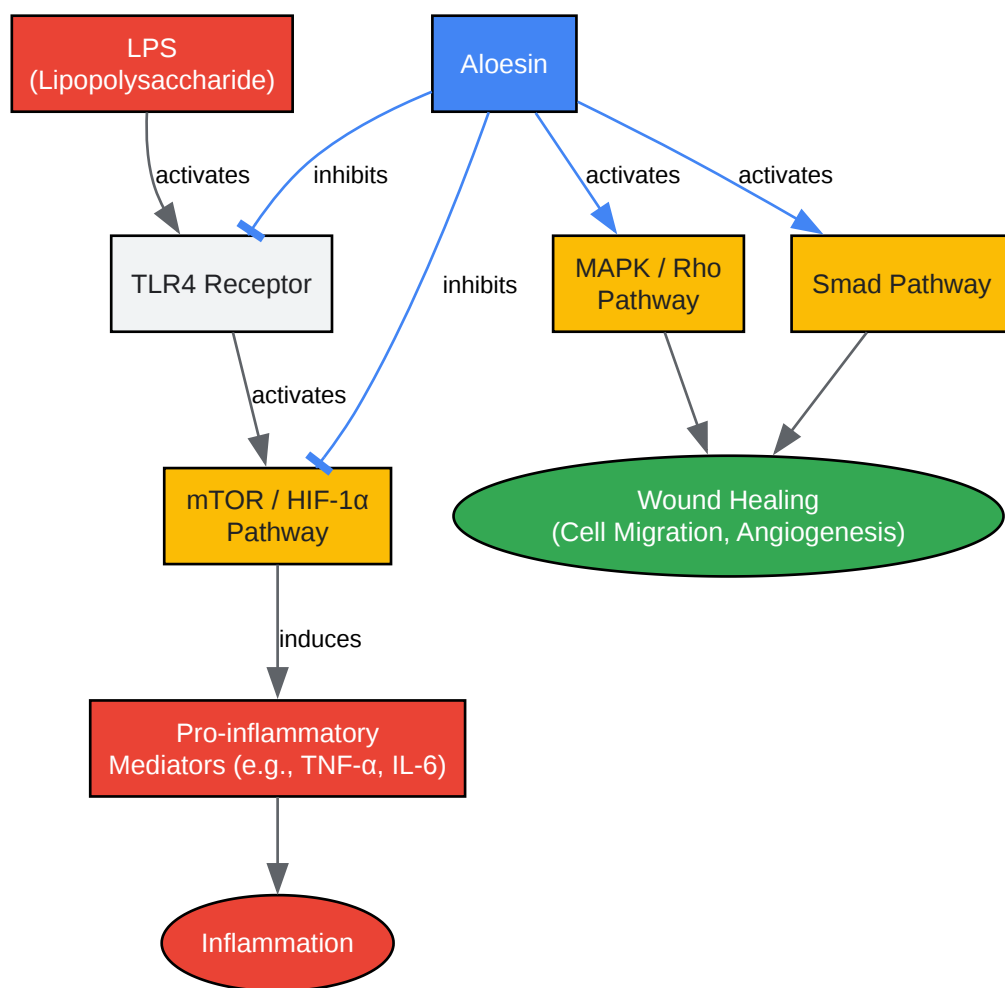 LPS
(Lipopolysaccharide)
Aloesin
activates
inhibits
activates
activates
TLR4 Receptor
inhibits
MAPK / Rho
Pathway
Smad Pathway
activates
mTOR / HIF-1α
Pathway
Wound Healing
(Cell Migration, Angiogenesis)
induces
Pro-inflammatory
Mediators (e.g., TNF-α, IL-6)
Inflammation